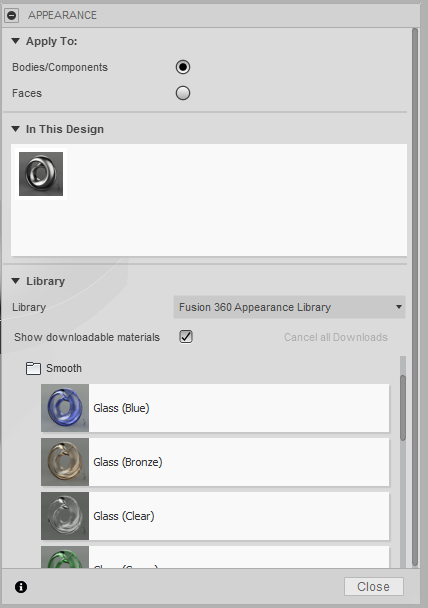 APPEARANCE
Apply To:
Bodies/Components
Faces
In This Design
Library
Library Fusion 360 Appearance Library
Show downloadable materials Cancel all Downloads
Smooth
Glass (Blue)
Glass (Bronze)
Glass (Clear)
Close